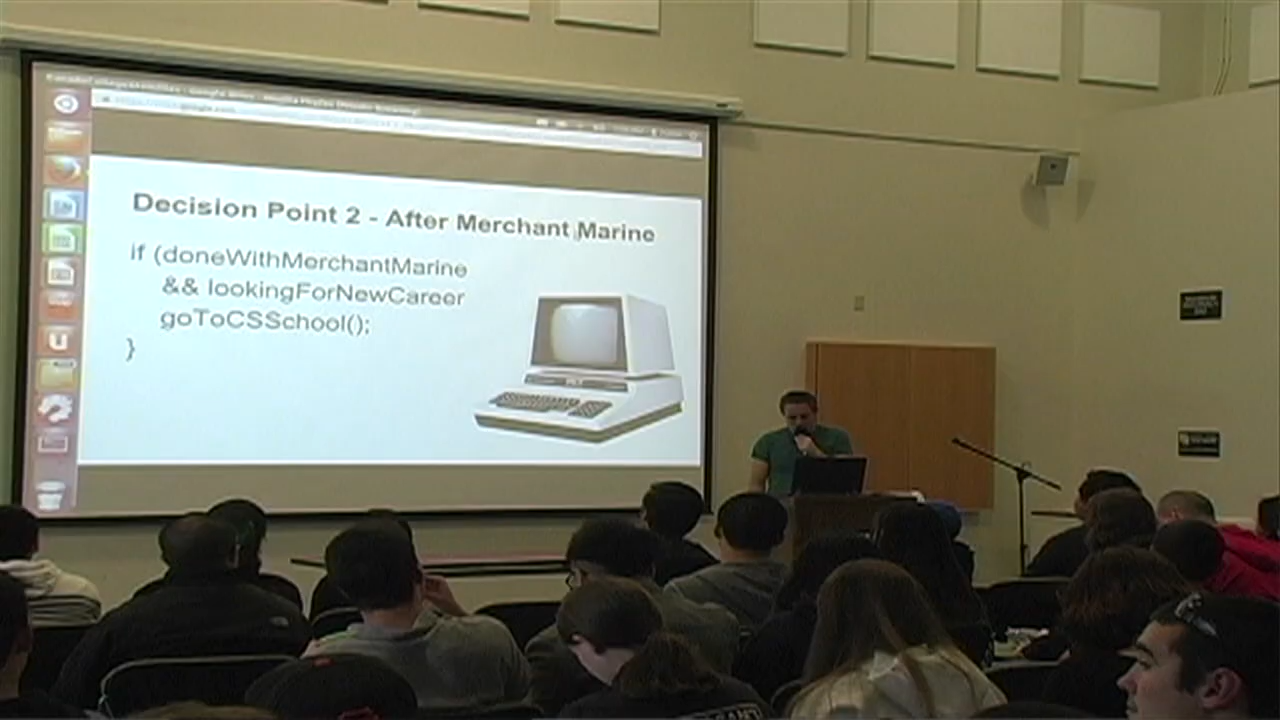 Decision Point 2 - After Merchant Marine
if (doneWithMerchantMarine
&& lookingForNewCareer
goToCSSchool();
}